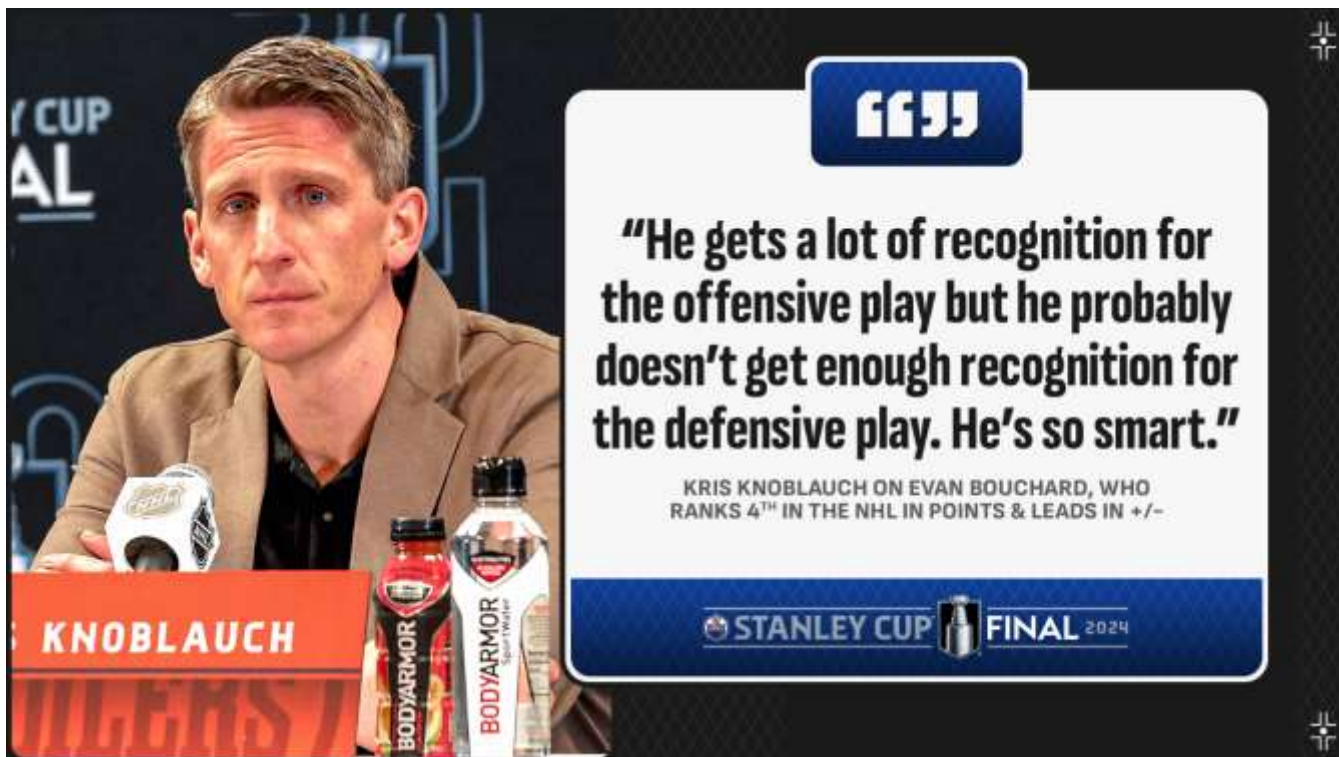 Y CUP
AL
“He gets a lot of recognition for
the offensive play but he probably
doesn’t get enough recognition for
the defensive play. He’s so smart.”
KRIS KNOBLAUCH ON EVAN BOUCHARD, WHO
RANKS 4TH IN THE NHL IN POINTS & LEADS IN +/-
STANLEY CUP FINAL 2024
NHL
S KNOBLAUCH
OILERS
BODYARMOR
BODYARMOR
SportWater